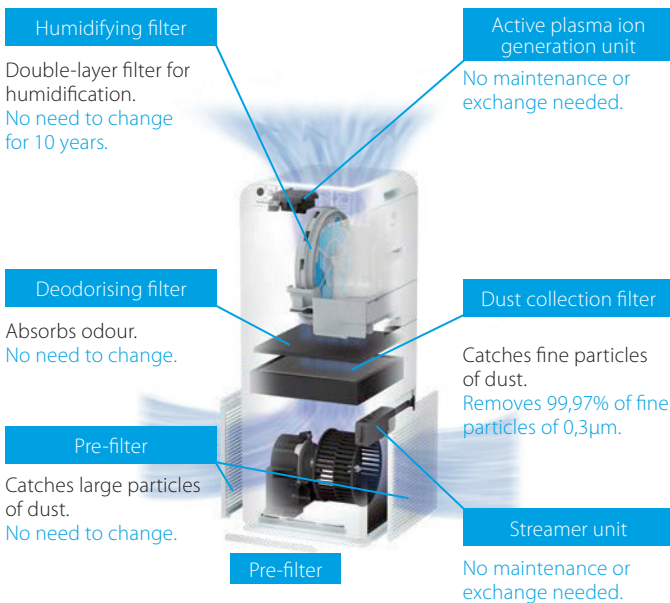 Humidifying filter
Double-layer filter for
humidification.
No need to change
for 10 years.
Active plasma ion
generation unit
No maintenance or
exchange needed.
Deodorising filter
Absorbs odour.
No need to change.
Dust collection filter
Catches fine particles
of dust.
Removes 99,97% of fine
particles of 0,3µm.
Pre-filter
Catches large particles
of dust.
No need to change.
Pre-filter
Streamer unit
No maintenance or
exchange needed.